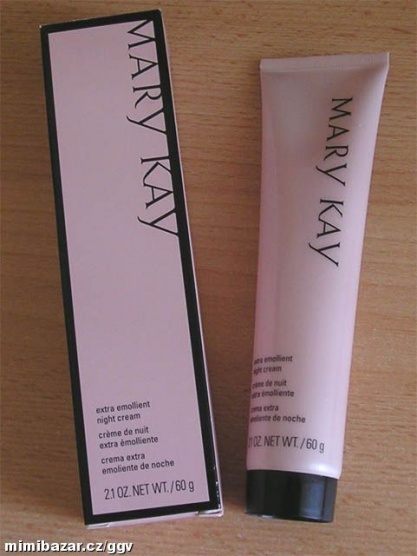 MARY KAY
extra emollient
night cream
crème de nuit
extra émolliente
crema extra
emoliente de noche
2.1 OZ. NET WT. / 60 g
MARY KAY
extra emollient
night cream
crème de nuit
extra émolliente
crema extra
emoliente de noche
2.1 OZ. NET WT. / 60 g
mimibazar.cz/ggv